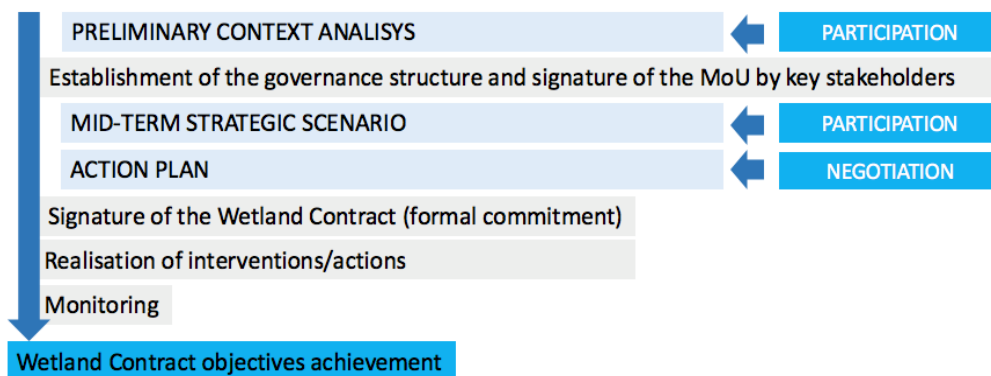 PRELIMINARY CONTEXT ANALISYS PARTICIPATION
Establishment of the governance structure and signature of the MoU by key stakeholders
MID-TERM STRATEGIC SCENARIO PARTICIPATION
ACTION PLAN NEGOTIATION
Signature of the Wetland Contract (formal commitment)
Realisation of interventions/actions
Monitoring
Wetland Contract objectives achievement